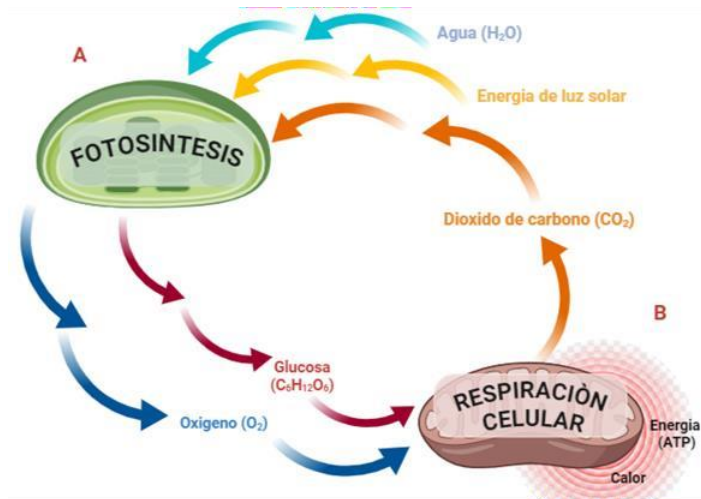 Agua (H₂O)
A
Energia de luz solar
FOTOSINTESIS
Dioxido de carbono (CO₂)
B
Glucosa
(C₆H₁₂O₆)
RESPIRACIÒN
CELULAR
Oxigeno (O₂)
Energia
(ATP)
Calor